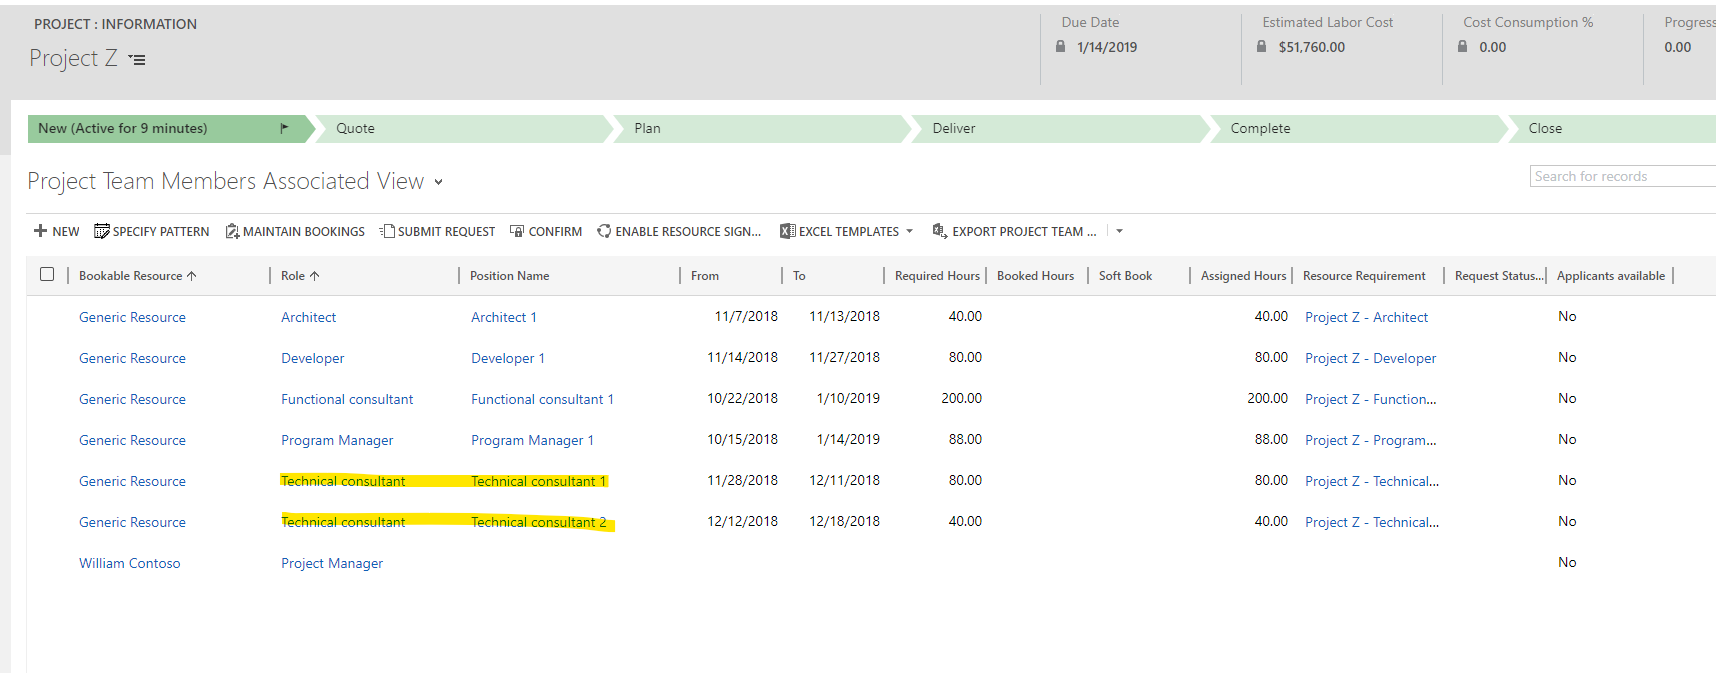 PROJECT : INFORMATION
Project Z
Due Date
1/14/2019
Estimated Labor Cost
$51,760.00
Cost Consumption %
0.00
Progress
0.00
New (Active for 9 minutes)
Quote
Plan
Deliver
Complete
Close
Project Team Members Associated View
Search for records
NEW SPECIFY PATTERN MAINTAIN BOOKINGS SUBMIT REQUEST CONFIRM ENABLE RESOURCE SIGN... EXCEL TEMPLATES EXPORT PROJECT TEAM ...
Bookable Resource Role Position Name From To Required Hours Booked Hours Soft Book Assigned Hours Resource Requirement Request Status... Applicants available
Generic Resource Architect Architect 1 11/7/2018 11/13/2018 40.00 40.00 Project Z - Architect No
Generic Resource Developer Developer 1 11/14/2018 11/27/2018 80.00 80.00 Project Z - Developer No
Generic Resource Functional consultant Functional consultant 1 10/22/2018 1/10/2019 200.00 200.00 Project Z - Function... No
Generic Resource Program Manager Program Manager 1 10/15/2018 1/14/2019 88.00 88.00 Project Z - Program... No
Generic Resource Technical consultant Technical consultant 1 11/28/2018 12/11/2018 80.00 80.00 Project Z - Technical... No
Generic Resource Technical consultant Technical consultant 2 12/12/2018 12/18/2018 40.00 40.00 Project Z - Technical... No
William Contoso Project Manager No